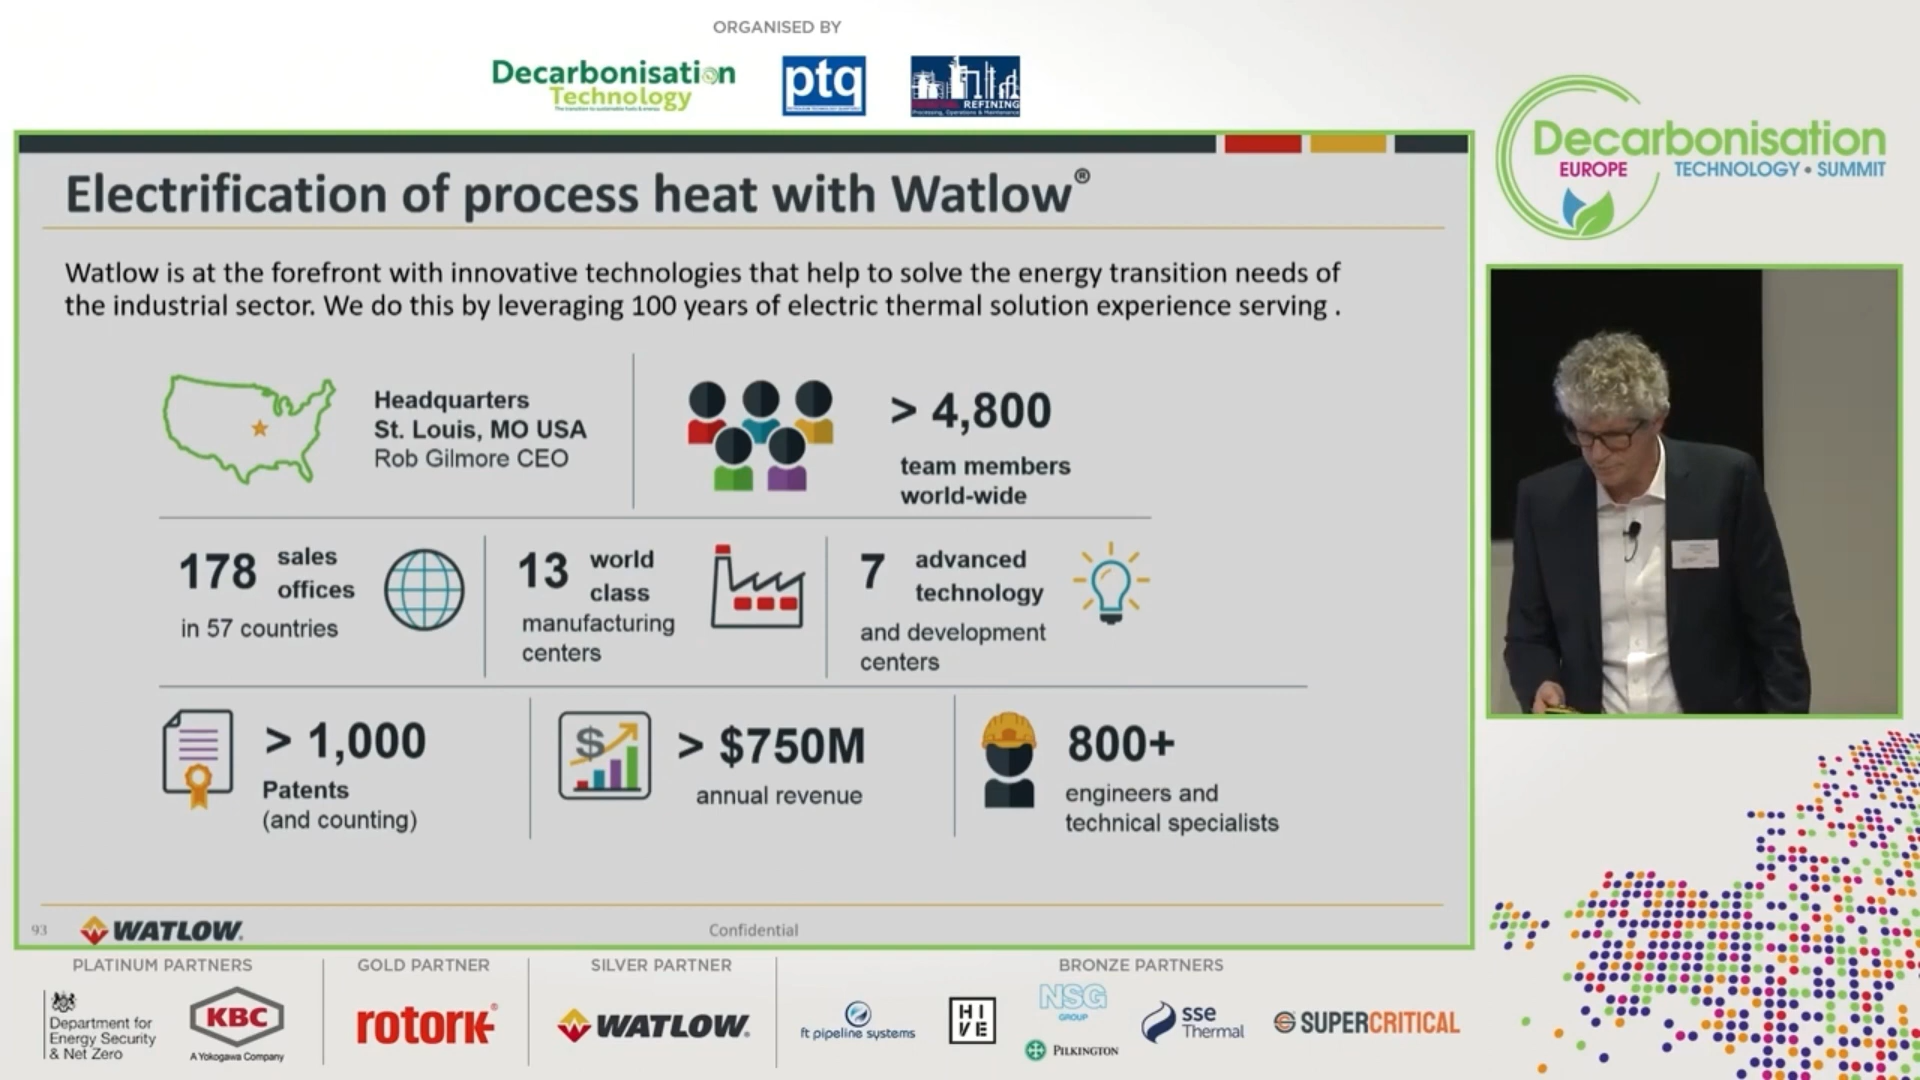 ORGANISED BY
Decarbonisation
Technology
ptq
REFINING
Processing, Operations & Maintenance
Decarbonisation
EUROPE
TECHNOLOGY • SUMMIT
Electrification of process heat with Watlow®
Watlow is at the forefront with innovative technologies that help to solve the energy transition needs of
the industrial sector. We do this by leveraging 100 years of electric thermal solution experience serving .
Headquarters
St. Louis, MO USA
Rob Gilmore CEO
> 4,800
team members
world-wide
178 sales
offices
in 57 countries
13 world
class
manufacturing
centers
7 advanced
technology
and development
centers
> 1,000
Patents
(and counting)
> $750M
annual revenue
800+
engineers and
technical specialists
93
WATLOW.
Confidential
PLATINUM PARTNERS
GOLD PARTNER
SILVER PARTNER
BRONZE PARTNERS
Department for
Energy Security
& Net Zero
KBC
A Yokogawa Company
rotork®
WATLOW.
ft pipeline systems
HI
VE
NSG
GROUP
PILKINGTON
sse
Thermal
SUPERCRITICAL